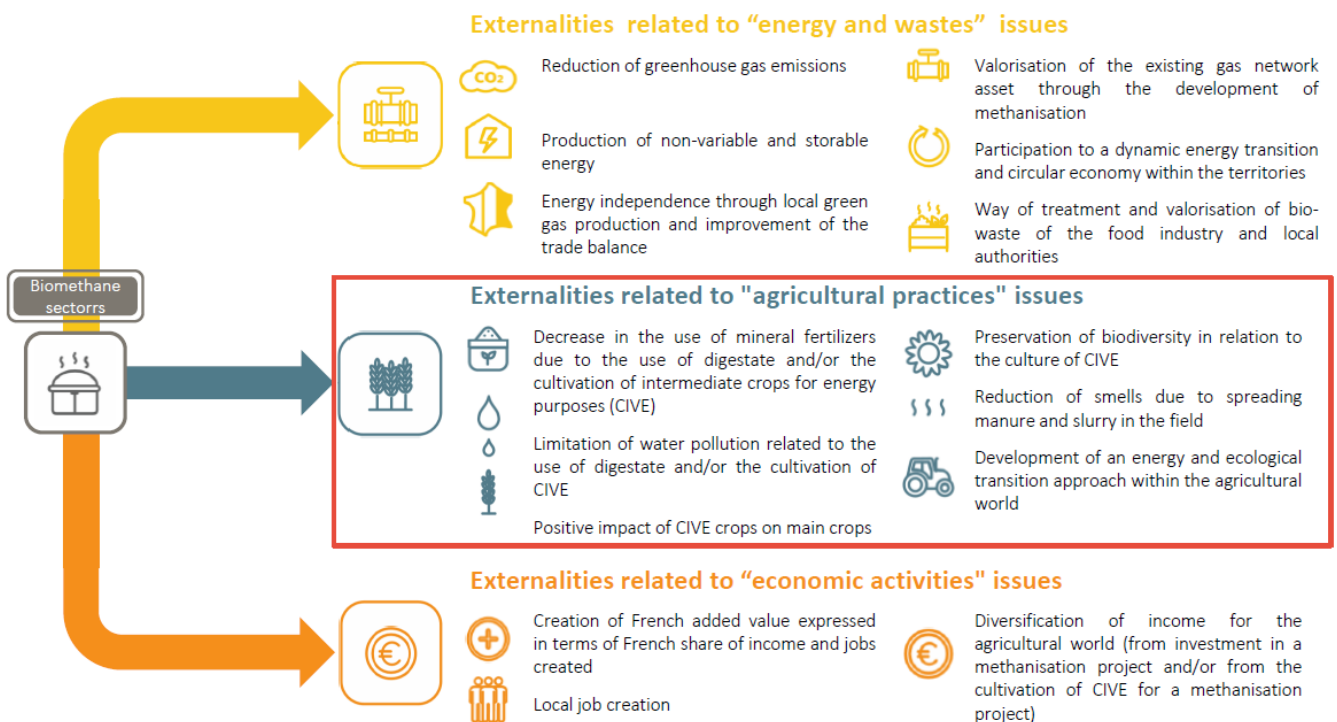 Externalities related to “energy and wastes” issues
CO₂
Reduction of greenhouse gas emissions
Production of non-variable and storable
energy
Energy independence through local green
gas production and improvement of the
trade balance
Valorisation of the existing gas network
asset through the development of
methanisation
Participation to a dynamic energy transition
and circular economy within the territories
Way of treatment and valorisation of bio-
waste of the food industry and local
authorities
Biomethane
sectorrs
Externalities related to "agricultural practices" issues
Decrease in the use of mineral fertilizers
due to the use of digestate and/or the
cultivation of intermediate crops for energy
purposes (CIVE)
Limitation of water pollution related to the
use of digestate and/or the cultivation of
CIVE
Positive impact of CIVE crops on main crops
Preservation of biodiversity in relation to
the culture of CIVE
Reduction of smells due to spreading
manure and slurry in the field
Development of an energy and ecological
transition approach within the agricultural
world
Externalities related to “economic activities" issues
€
Creation of French added value expressed
in terms of French share of income and jobs
created
Local job creation
€
Diversification of income for the
agricultural world (from investment in a
methanisation project and/or from the
cultivation of CIVE for a methanisation
project)